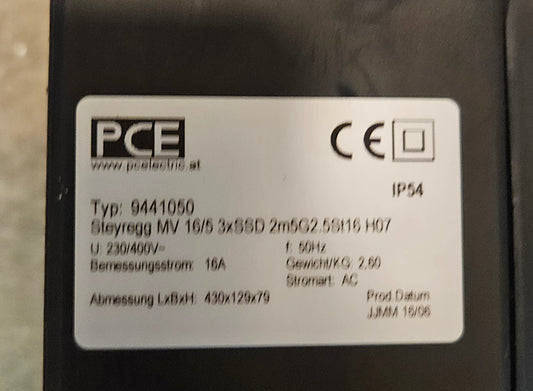 PCE
CE
www.pcelectric.at
IP54
Typ: 9441050
Steyregg MV 16/5 3xSSD 2m5G2.5St16 H07
U: 230/400V~ f: 50Hz
Bemessungsstrom: 16A Gewicht/KG: 2,60
Stromart: AC
Abmessung LxBxH: 430x129x79 Prod.Datum
JJMM 16/06